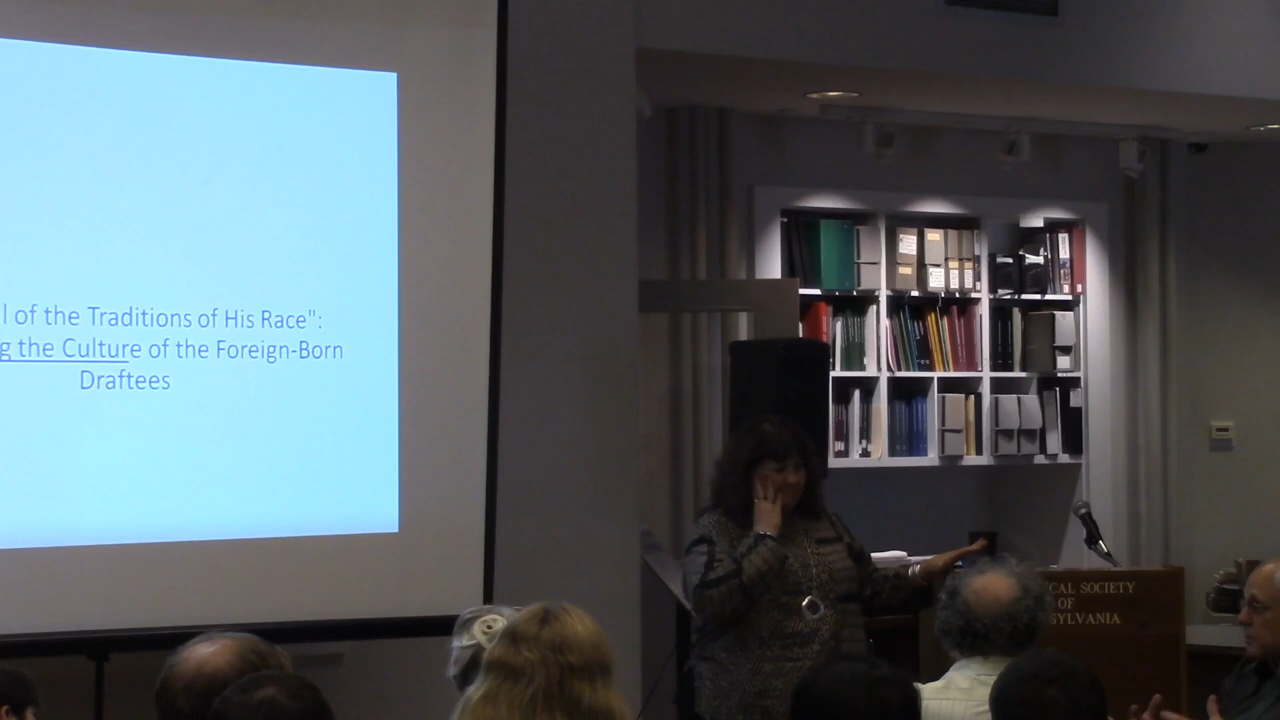 l of the Traditions of His Race":
g the Culture of the Foreign-Born
Draftees
CAL SOCIETY
OF
SYLVANIA